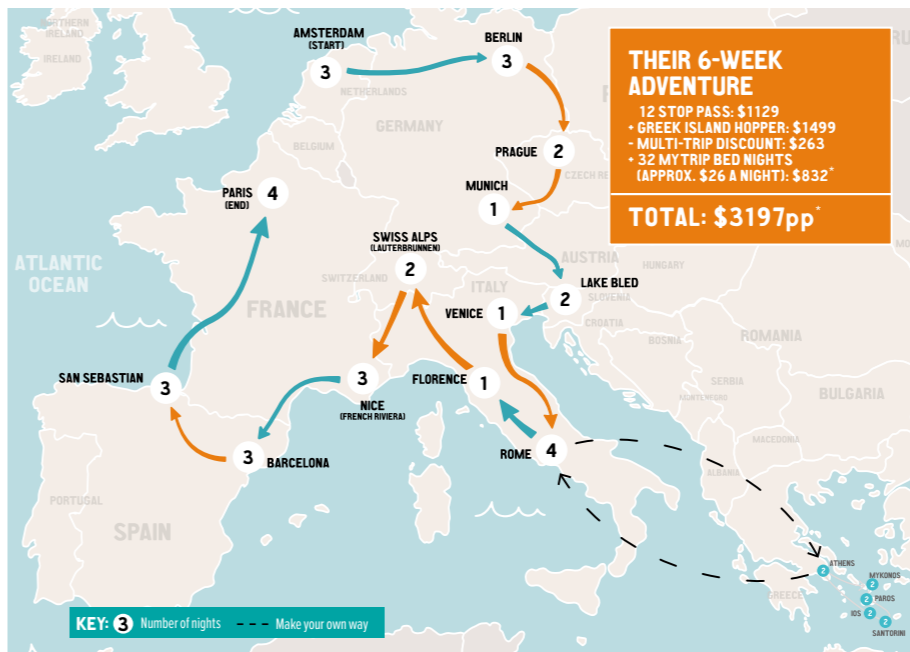 NORTHERN
IRELAND
IRELAND
AMSTERDAM
(START)
3
NETHERLANDS
BERLIN
3
GERMANY
BELGIUM
PRAGUE
2
CZECH RE
MUNICH
1
PARIS
(END)
4
SWISS ALPS
(LAUTERBRUNNEN)
2
SWITZERLAND
AUSTRIA
HUNGARY
ATLANTIC
OCEAN
FRANCE
ITALY
LAKE BLED
2
SLOVENIA
VENICE
1
CROATIA
BOSNIA
ROMANIA
SERBIA
BULGARIA
MACEDONIA
ALBANIA
SAN SEBASTIAN
3
NICE
(FRENCH RIVIERA)
3
FLORENCE
1
BARCELONA
3
ROME
4
PORTUGAL
SPAIN
GREECE
ATHENS
2
MYKONOS
2
PAROS
2
IOS
2
SANTORINI
2
THEIR 6-WEEK
ADVENTURE
12 STOP PASS: $1129
+ GREEK ISLAND HOPPER: $1499
- MULTI-TRIP DISCOUNT: $263
+ 32 MYTRIP BED NIGHTS
(APPROX. $26 A NIGHT): $832*
TOTAL: $3197pp*
KEY: 3 Number of nights --- Make your own way